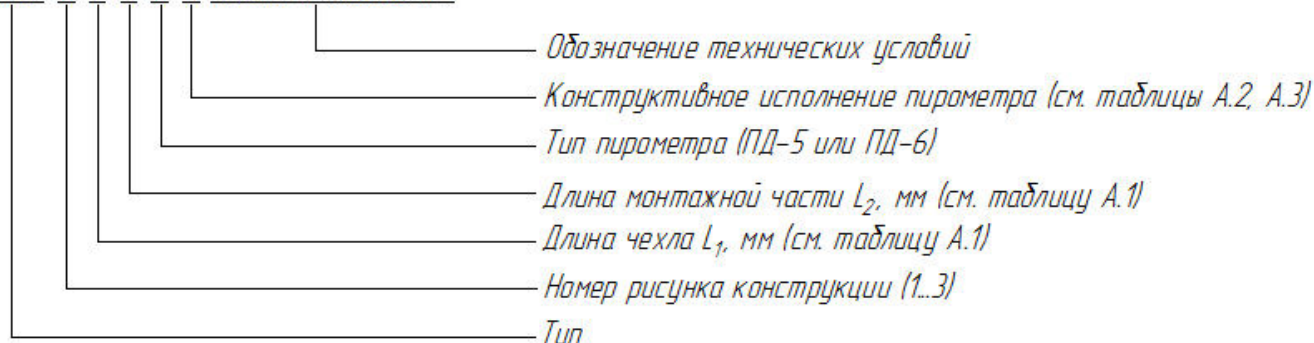 Обозначение технических условий
Конструктивное исполнение пирометра (см. таблицы А.2, А.3)
Тип пирометра (ПД-5 или ПД-6)
Длина монтажной части L₂, мм (см. таблицу А.1)
Длина чехла L₁, мм (см. таблицу А.1)
Номер рисунка конструкции (1...3)
Тип